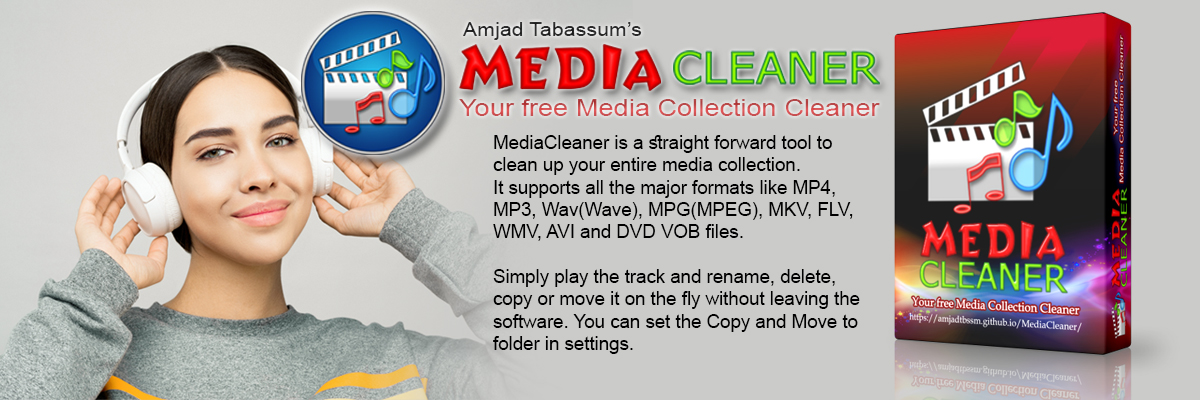 Amjad Tabassum's
MEDIA CLEANER
Your free Media Collection Cleaner
MediaCleaner is a straight forward tool to
clean up your entire media collection.
It supports all the major formats like MP4,
MP3, Wav(Wave), MPG(MPEG), MKV, FLV,
WMV, AVI and DVD VOB files.
Simply play the track and rename, delete,
copy or move it on the fly without leaving the
software. You can set the Copy and Move to
folder in settings.
MEDIA
CLEANER
Your free Media Collection Cleaner
https://amjadtbssm.github.io/MediaCleaner/
MEDIA
CLEANER
Your free
Media Collection Cleaner